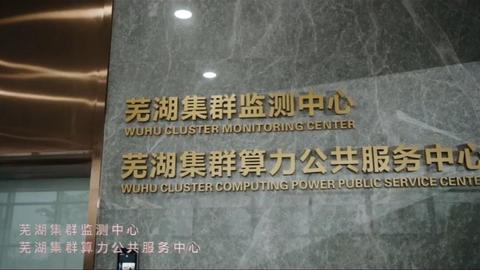 芜湖集群监测中心
WUHU CLUSTER MONITORING CENTER
芜湖集群算力公共服务中心
WUHU CLUSTER COMPUTING POWER PUBLIC SERVICE CENTE
芜湖集群监测中心
芜湖集群算力公共服务中心